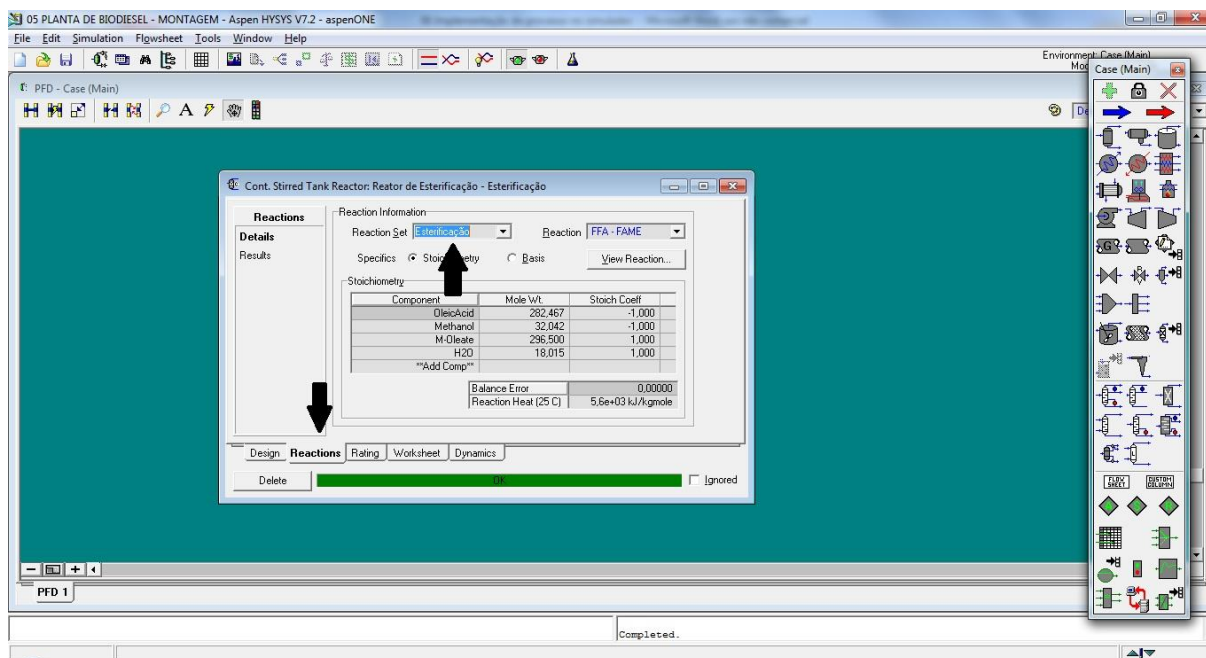 05 PLANTA DE BIODIESEL - MONTAGEM - Aspen HYSYS V7.2 - aspenONE
File Edit Simulation Flowsheet Tools Window Help
Environment: Case (Main)
Case (Main)
PFD - Case (Main)
A
Cont. Stirred Tank Reactor: Reator de Esterificação - Esterificação
Reactions
Details
Results
Reaction Information
Reaction Set Esterificação Reaction FFA - FAME
Specifics Basis View Reaction...
Stoichiometry
Component Mole Wt. Stoich Coeff
OleicAcid 282,467 -1,000
Methanol 32,042 -1,000
M-Oleate 296,500 1,000
H2O 18,015 1,000
**Add Comp**
Balance Error 0,00000
Reaction Heat (25 C) 5,6e+03 kJ/kgmole
Design Reactions Rating Worksheet Dynamics
Delete OK Ignored
FLOW SHEET CUSTOM COLUMN
PFD 1
Completed.